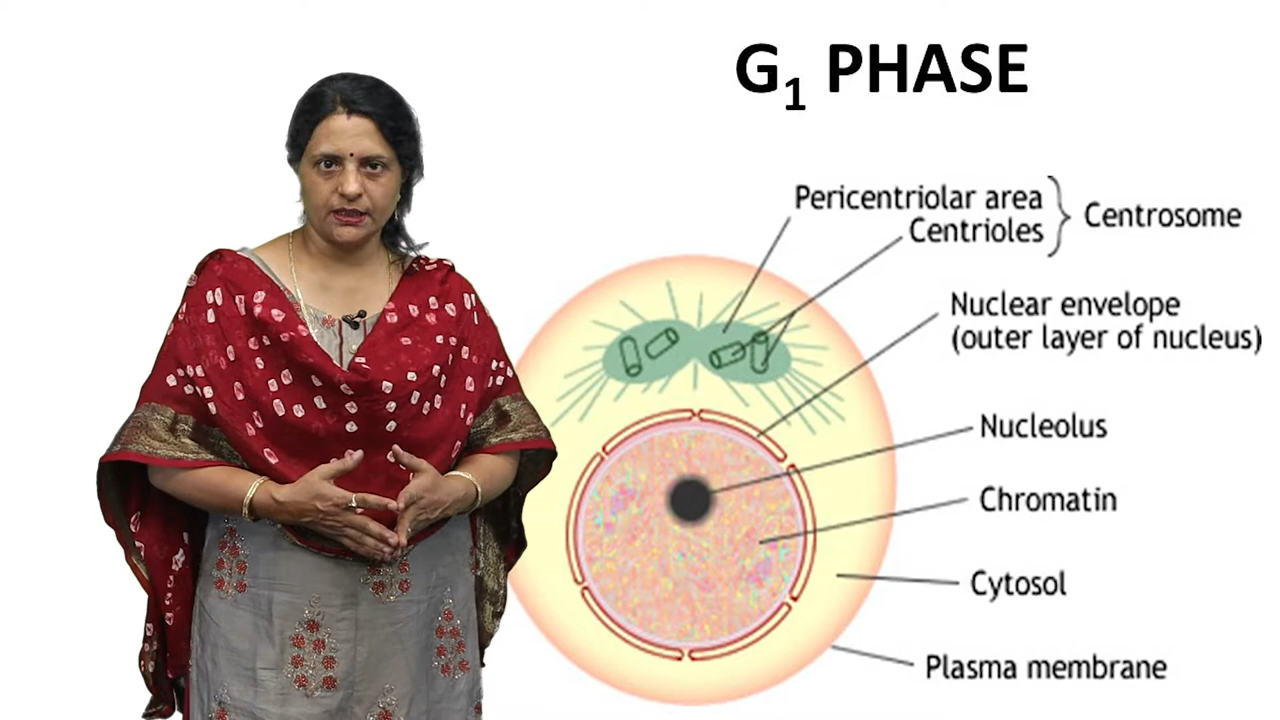 G₁ PHASE
Pericentriolar area
Centrioles
Centrosome
Nuclear envelope
(outer layer of nucleus)
Nucleolus
Chromatin
Cytosol
Plasma membrane